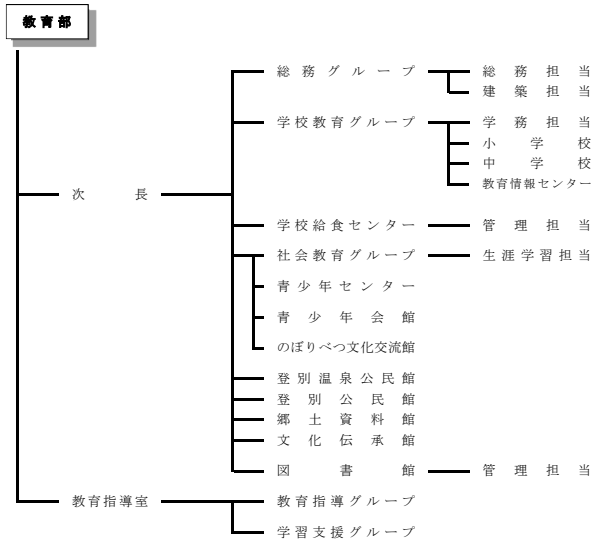 教育部
総務グループ 総務担当
建築担当
学校教育グループ 学務担当
小学校
中学校
教育情報センター
次長
学校給食センター 管理担当
社会教育グループ 生涯学習担当
青少年センター
青少年会館
のぼりべつ文化交流館
登別温泉公民館
登別公民館
郷土資料館
文化伝承館
図書館 管理担当
教育指導室 教育指導グループ
学習支援グループ